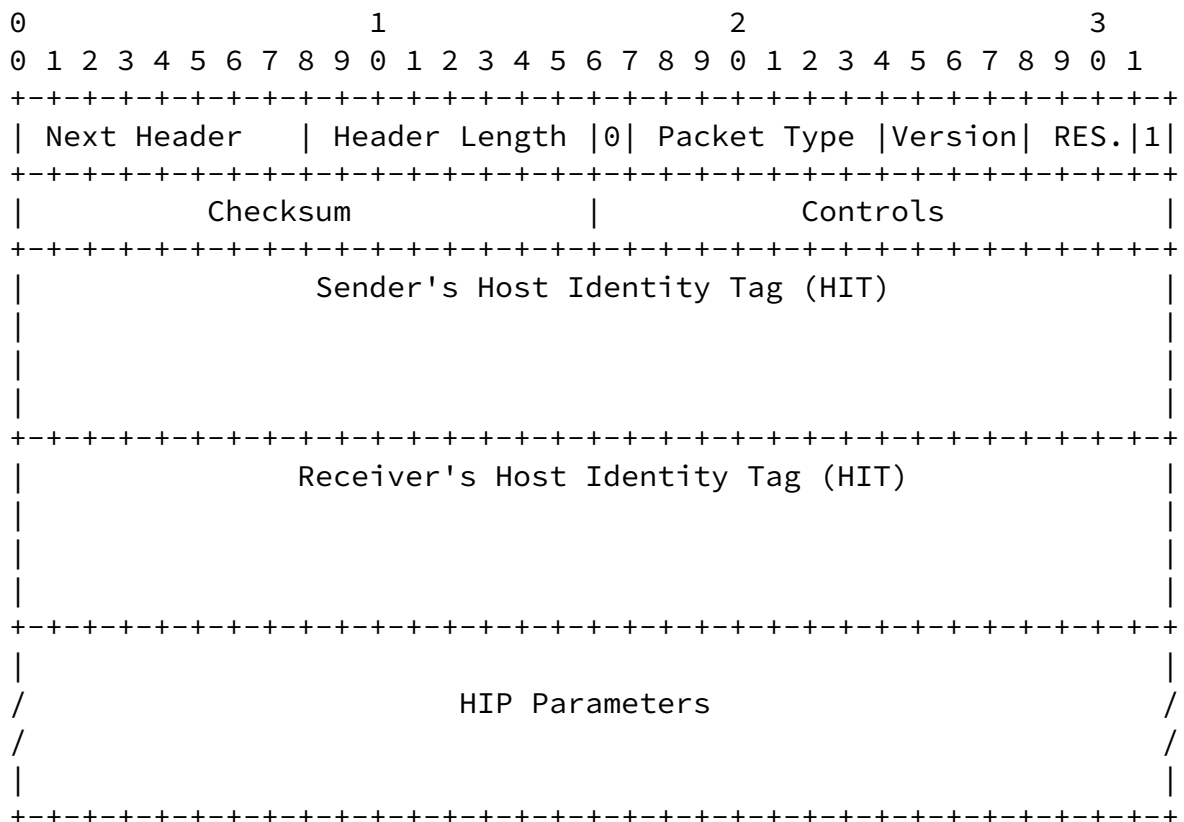 0                   1                   2                   3
0 1 2 3 4 5 6 7 8 9 0 1 2 3 4 5 6 7 8 9 0 1 2 3 4 5 6 7 8 9 0 1
+-+-+-+-+-+-+-+-+-+-+-+-+-+-+-+-+-+-+-+-+-+-+-+-+-+-+-+-+-+-+-+-+
| Next Header   | Header Length |0| Packet Type |Version| RES.|1|
+-+-+-+-+-+-+-+-+-+-+-+-+-+-+-+-+-+-+-+-+-+-+-+-+-+-+-+-+-+-+-+-+
|          Checksum             |           Controls            |
+-+-+-+-+-+-+-+-+-+-+-+-+-+-+-+-+-+-+-+-+-+-+-+-+-+-+-+-+-+-+-+-+
|                Sender's Host Identity Tag (HIT)               |
|                                                               |
|                                                               |
|                                                               |
+-+-+-+-+-+-+-+-+-+-+-+-+-+-+-+-+-+-+-+-+-+-+-+-+-+-+-+-+-+-+-+-+
|               Receiver's Host Identity Tag (HIT)              |
|                                                               |
|                                                               |
|                                                               |
+-+-+-+-+-+-+-+-+-+-+-+-+-+-+-+-+-+-+-+-+-+-+-+-+-+-+-+-+-+-+-+-+
|                                                               |
/                        HIP Parameters                         /
/                                                               /
|                                                               |
+-+-+-+-+-+-+-+-+-+-+-+-+-+-+-+-+-+-+-+-+-+-+-+-+-+-+-+-+-+-+-+-+